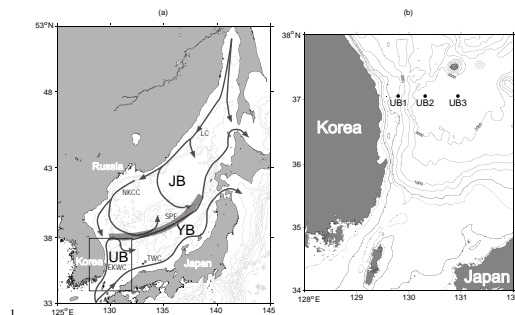 (a)
(b)
53°N
48
43
38
33
125°E
130
135
140
145
Russia
Korea
Japan
JB
YB
UB
LC
NKCC
SPF
EKWC
TWC
38°N
37
36
35
34
128°E
129
130
131
13
Korea
Japan
UB1
UB2
UB3
1